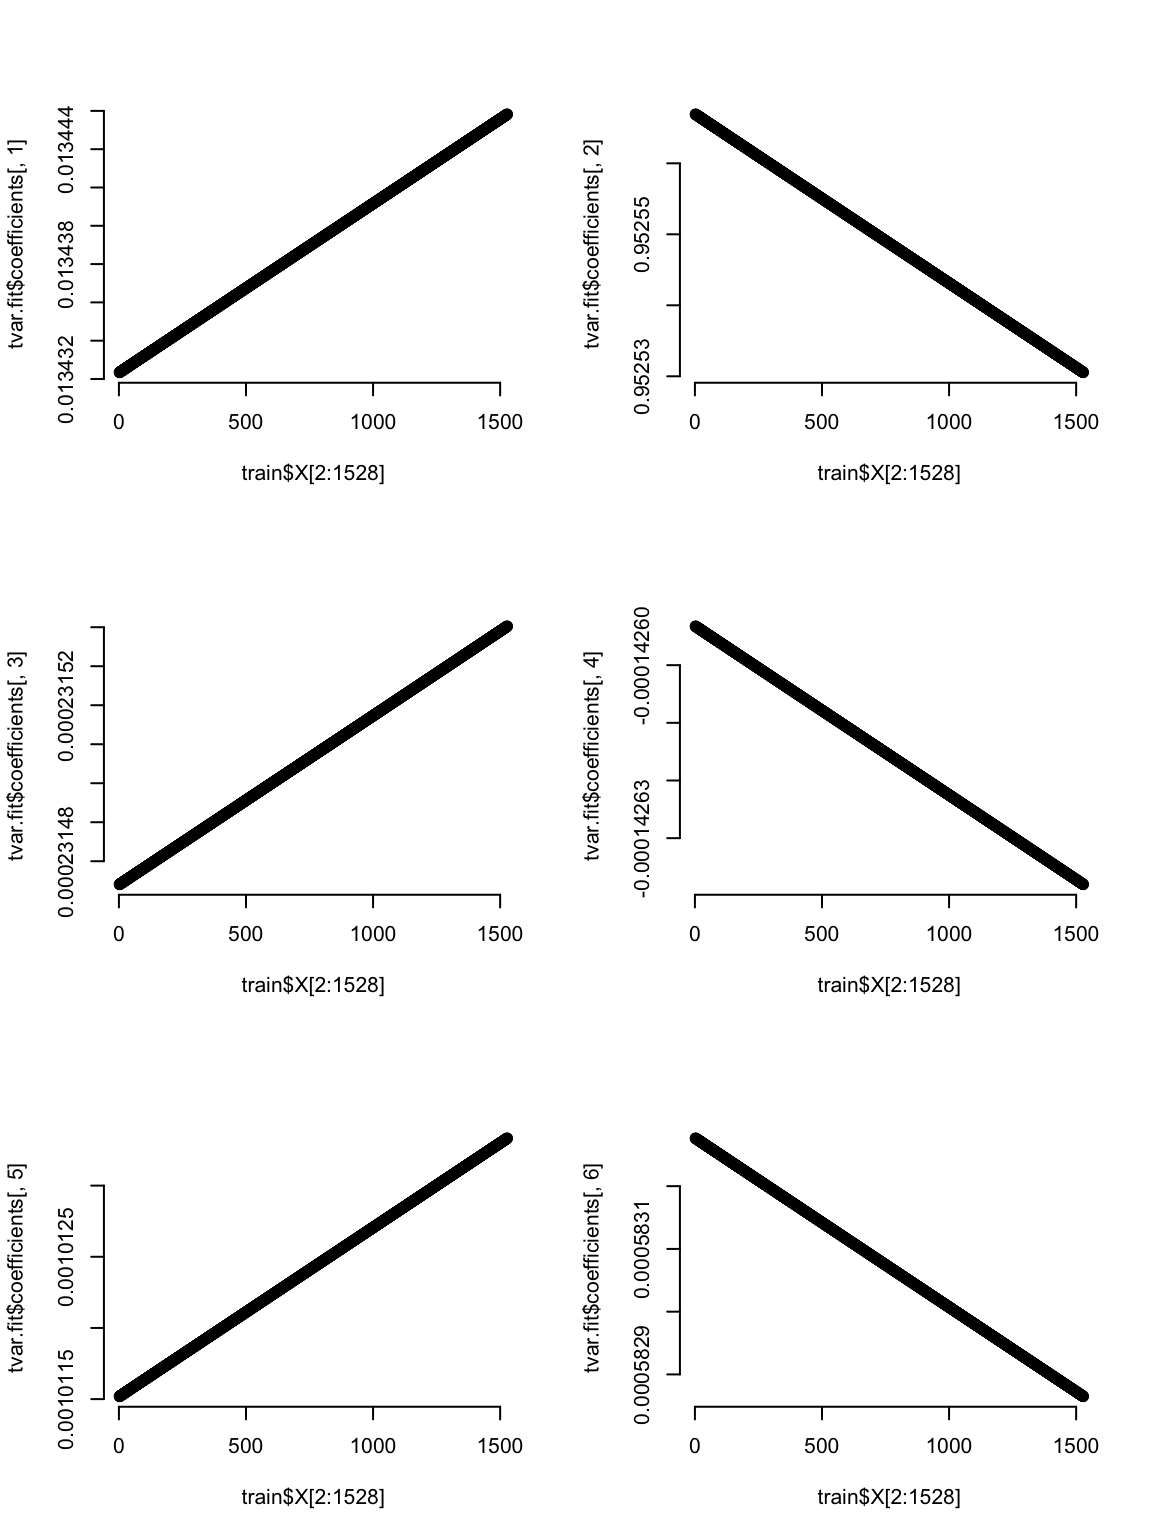 tvar.fit$coefficients[, 1]
0.013444
0.013438
0.013432
0 500 1000 1500
train$X[2:1528]
tvar.fit$coefficients[, 2]
0.95255
0.95253
0 500 1000 1500
train$X[2:1528]
tvar.fit$coefficients[, 3]
0.00023152
0.00023148
0 500 1000 1500
train$X[2:1528]
tvar.fit$coefficients[, 4]
-0.00014260
-0.00014263
0 500 1000 1500
train$X[2:1528]
tvar.fit$coefficients[, 5]
0.0010125
0.0010115
0 500 1000 1500
train$X[2:1528]
tvar.fit$coefficients[, 6]
0.0005831
0.0005829
0 500 1000 1500
train$X[2:1528]